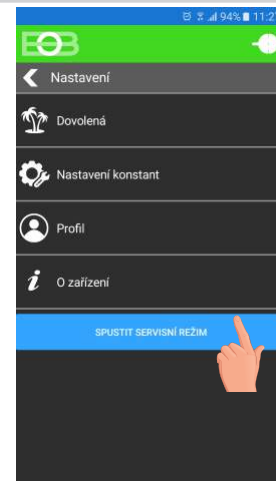 94% 11:2
EOB
Nastavení
Dovolená
Nastavení konstant
Profil
i O zařízení
SPUSTIT SERVISNÍ REŽIM